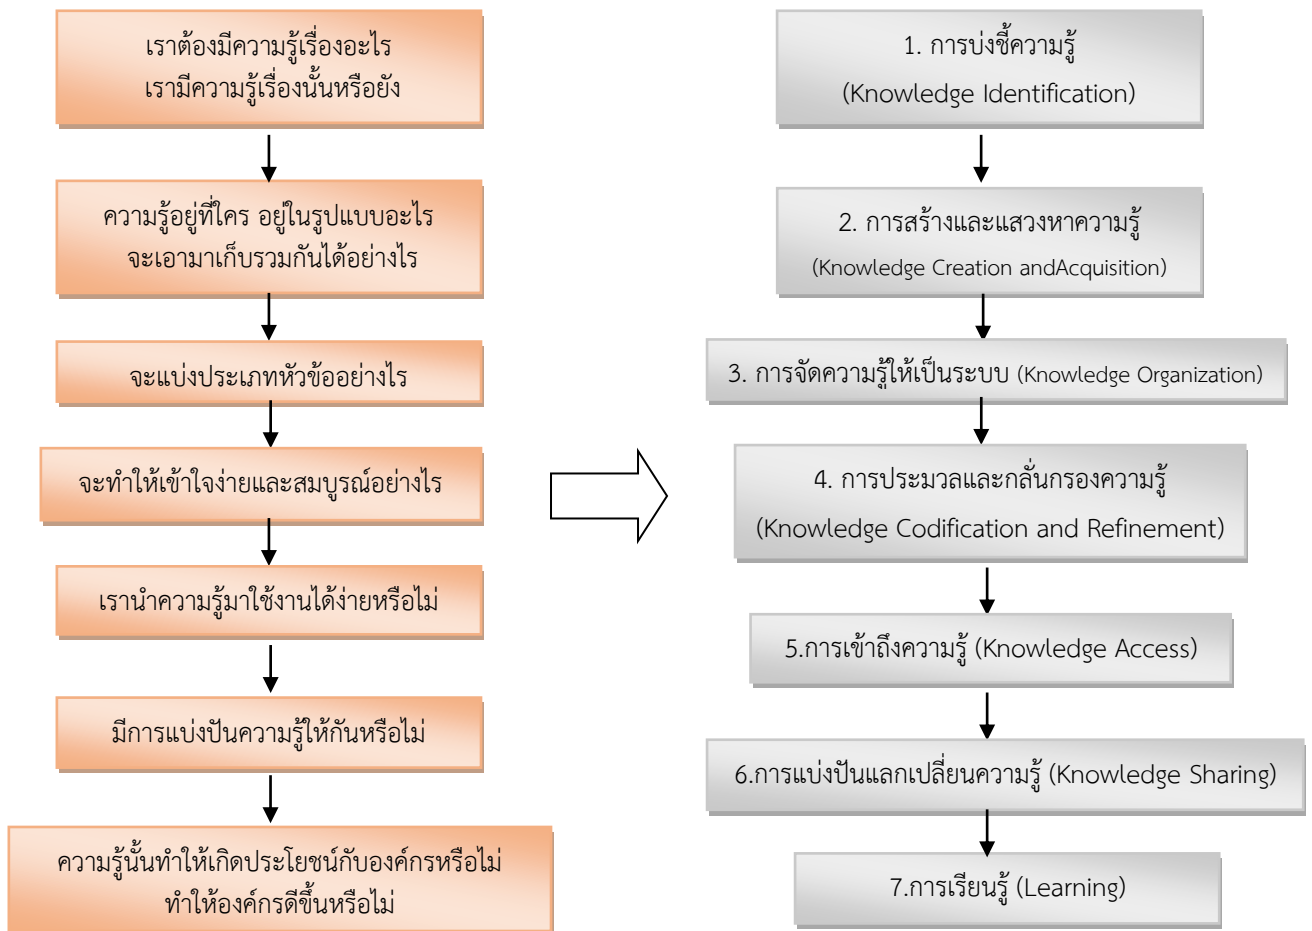 เราต้องมีความรู้เรื่องอะไร
เรามีความรู้เรื่องนั้นหรือยัง
ความรู้อยู่ที่ใคร อยู่ในรูปแบบอะไร
จะเอามาเก็บรวมกันได้อย่างไร
จะแบ่งประเภทหัวข้ออย่างไร
จะทำให้เข้าใจง่ายและสมบูรณ์อย่างไร
เรานำความรู้มาใช้งานได้ง่ายหรือไม่
มีการแบ่งปันความรู้ให้กันหรือไม่
ความรู้นั้นทำให้เกิดประโยชน์กับองค์กรหรือไม่
ทำให้องค์กรดีขึ้นหรือไม่
1. การบ่งชี้ความรู้
(Knowledge Identification)
2. การสร้างและแสวงหาความรู้
(Knowledge Creation andAcquisition)
3. การจัดความรู้ให้เป็นระบบ (Knowledge Organization)
4. การประมวลและกลั่นกรองความรู้
(Knowledge Codification and Refinement)
5.การเข้าถึงความรู้ (Knowledge Access)
6.การแบ่งปันแลกเปลี่ยนความรู้ (Knowledge Sharing)
7.การเรียนรู้ (Learning)